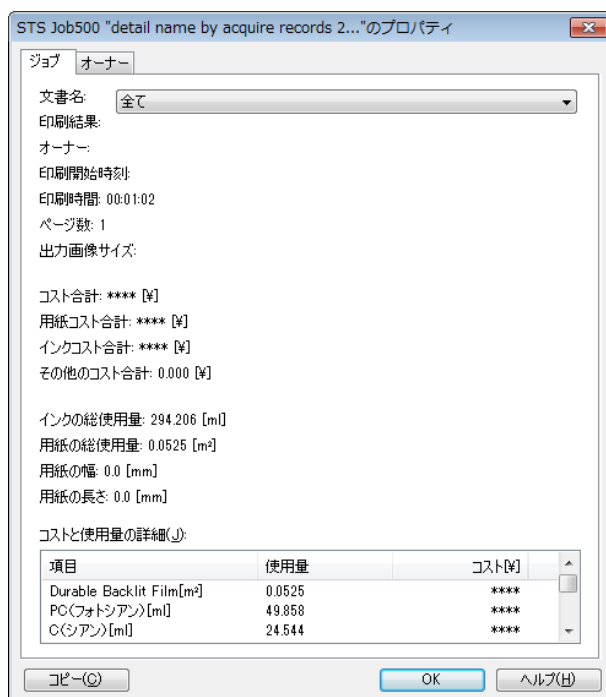 STS Job500 "detail name by acquire records 2..."のプロパティ
ジョブ オーナー
文書名: 全て
印刷結果:
オーナー:
印刷開始時刻:
印刷時間: 00:01:02
ページ数: 1
出力画像サイズ:
コスト合計: **** [¥]
用紙コスト合計: **** [¥]
インクコスト合計: **** [¥]
その他のコスト合計: 0.000 [¥]
インクの総使用量: 294.206 [ml]
用紙の総使用量: 0.0525 [m²]
用紙の幅: 0.0 [mm]
用紙の長さ: 0.0 [mm]
コストと使用量の詳細(J):
項目 使用量 コスト[¥]
Durable Backlit Film[m²] 0.0525 ****
PC(フォトシアン)[ml] 49.858 ****
C(シアン)[ml] 24.544 ****
コピー(C) OK ヘルプ(H)